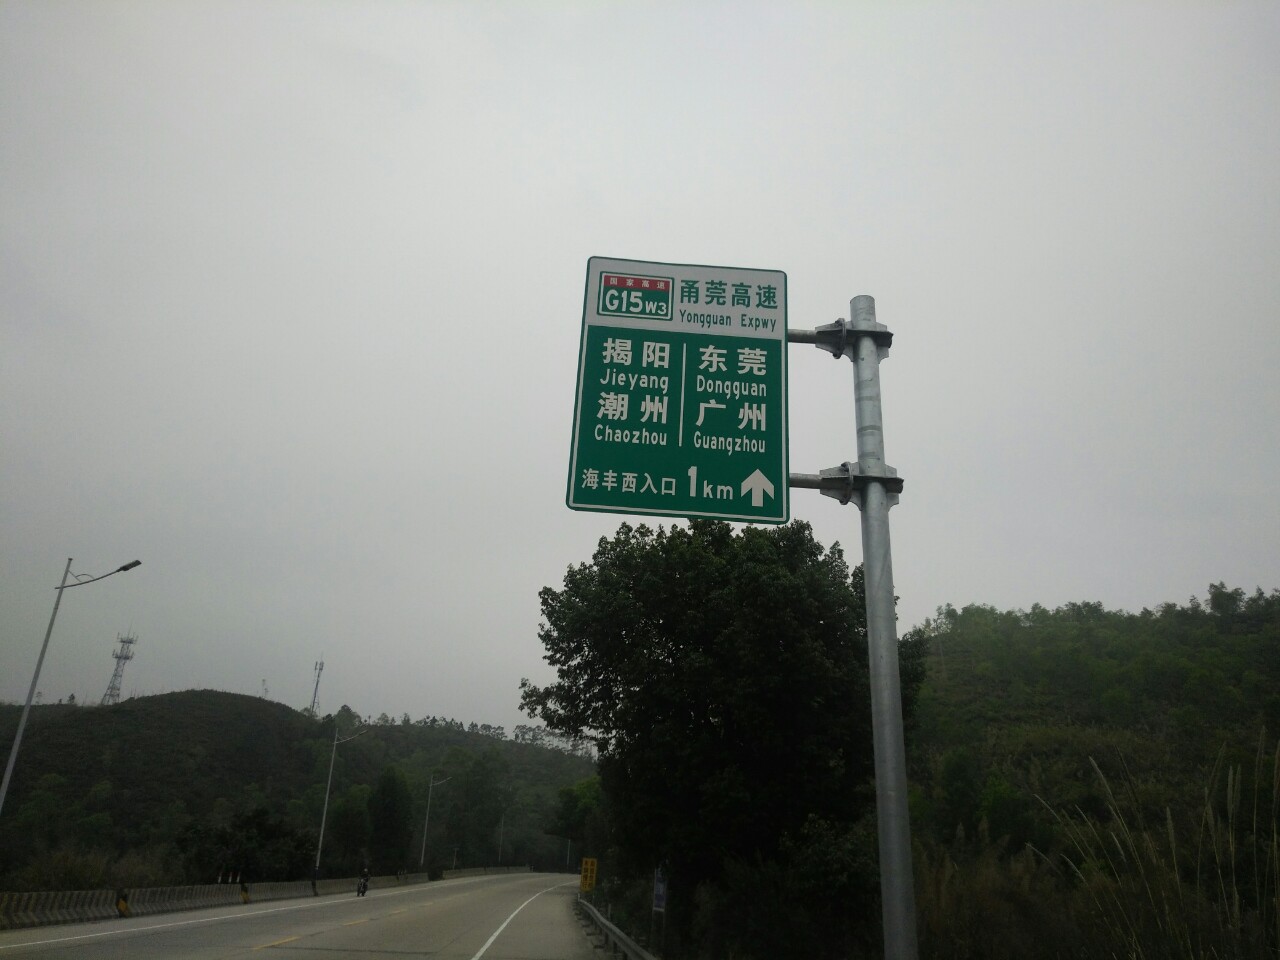 国家高速
G15W3
甬莞高速
Yongguan Expwy
揭阳
Jieyang
潮州
Chaozhou
东莞
Dongguan
广州
Guangzhou
海丰西入口 1km